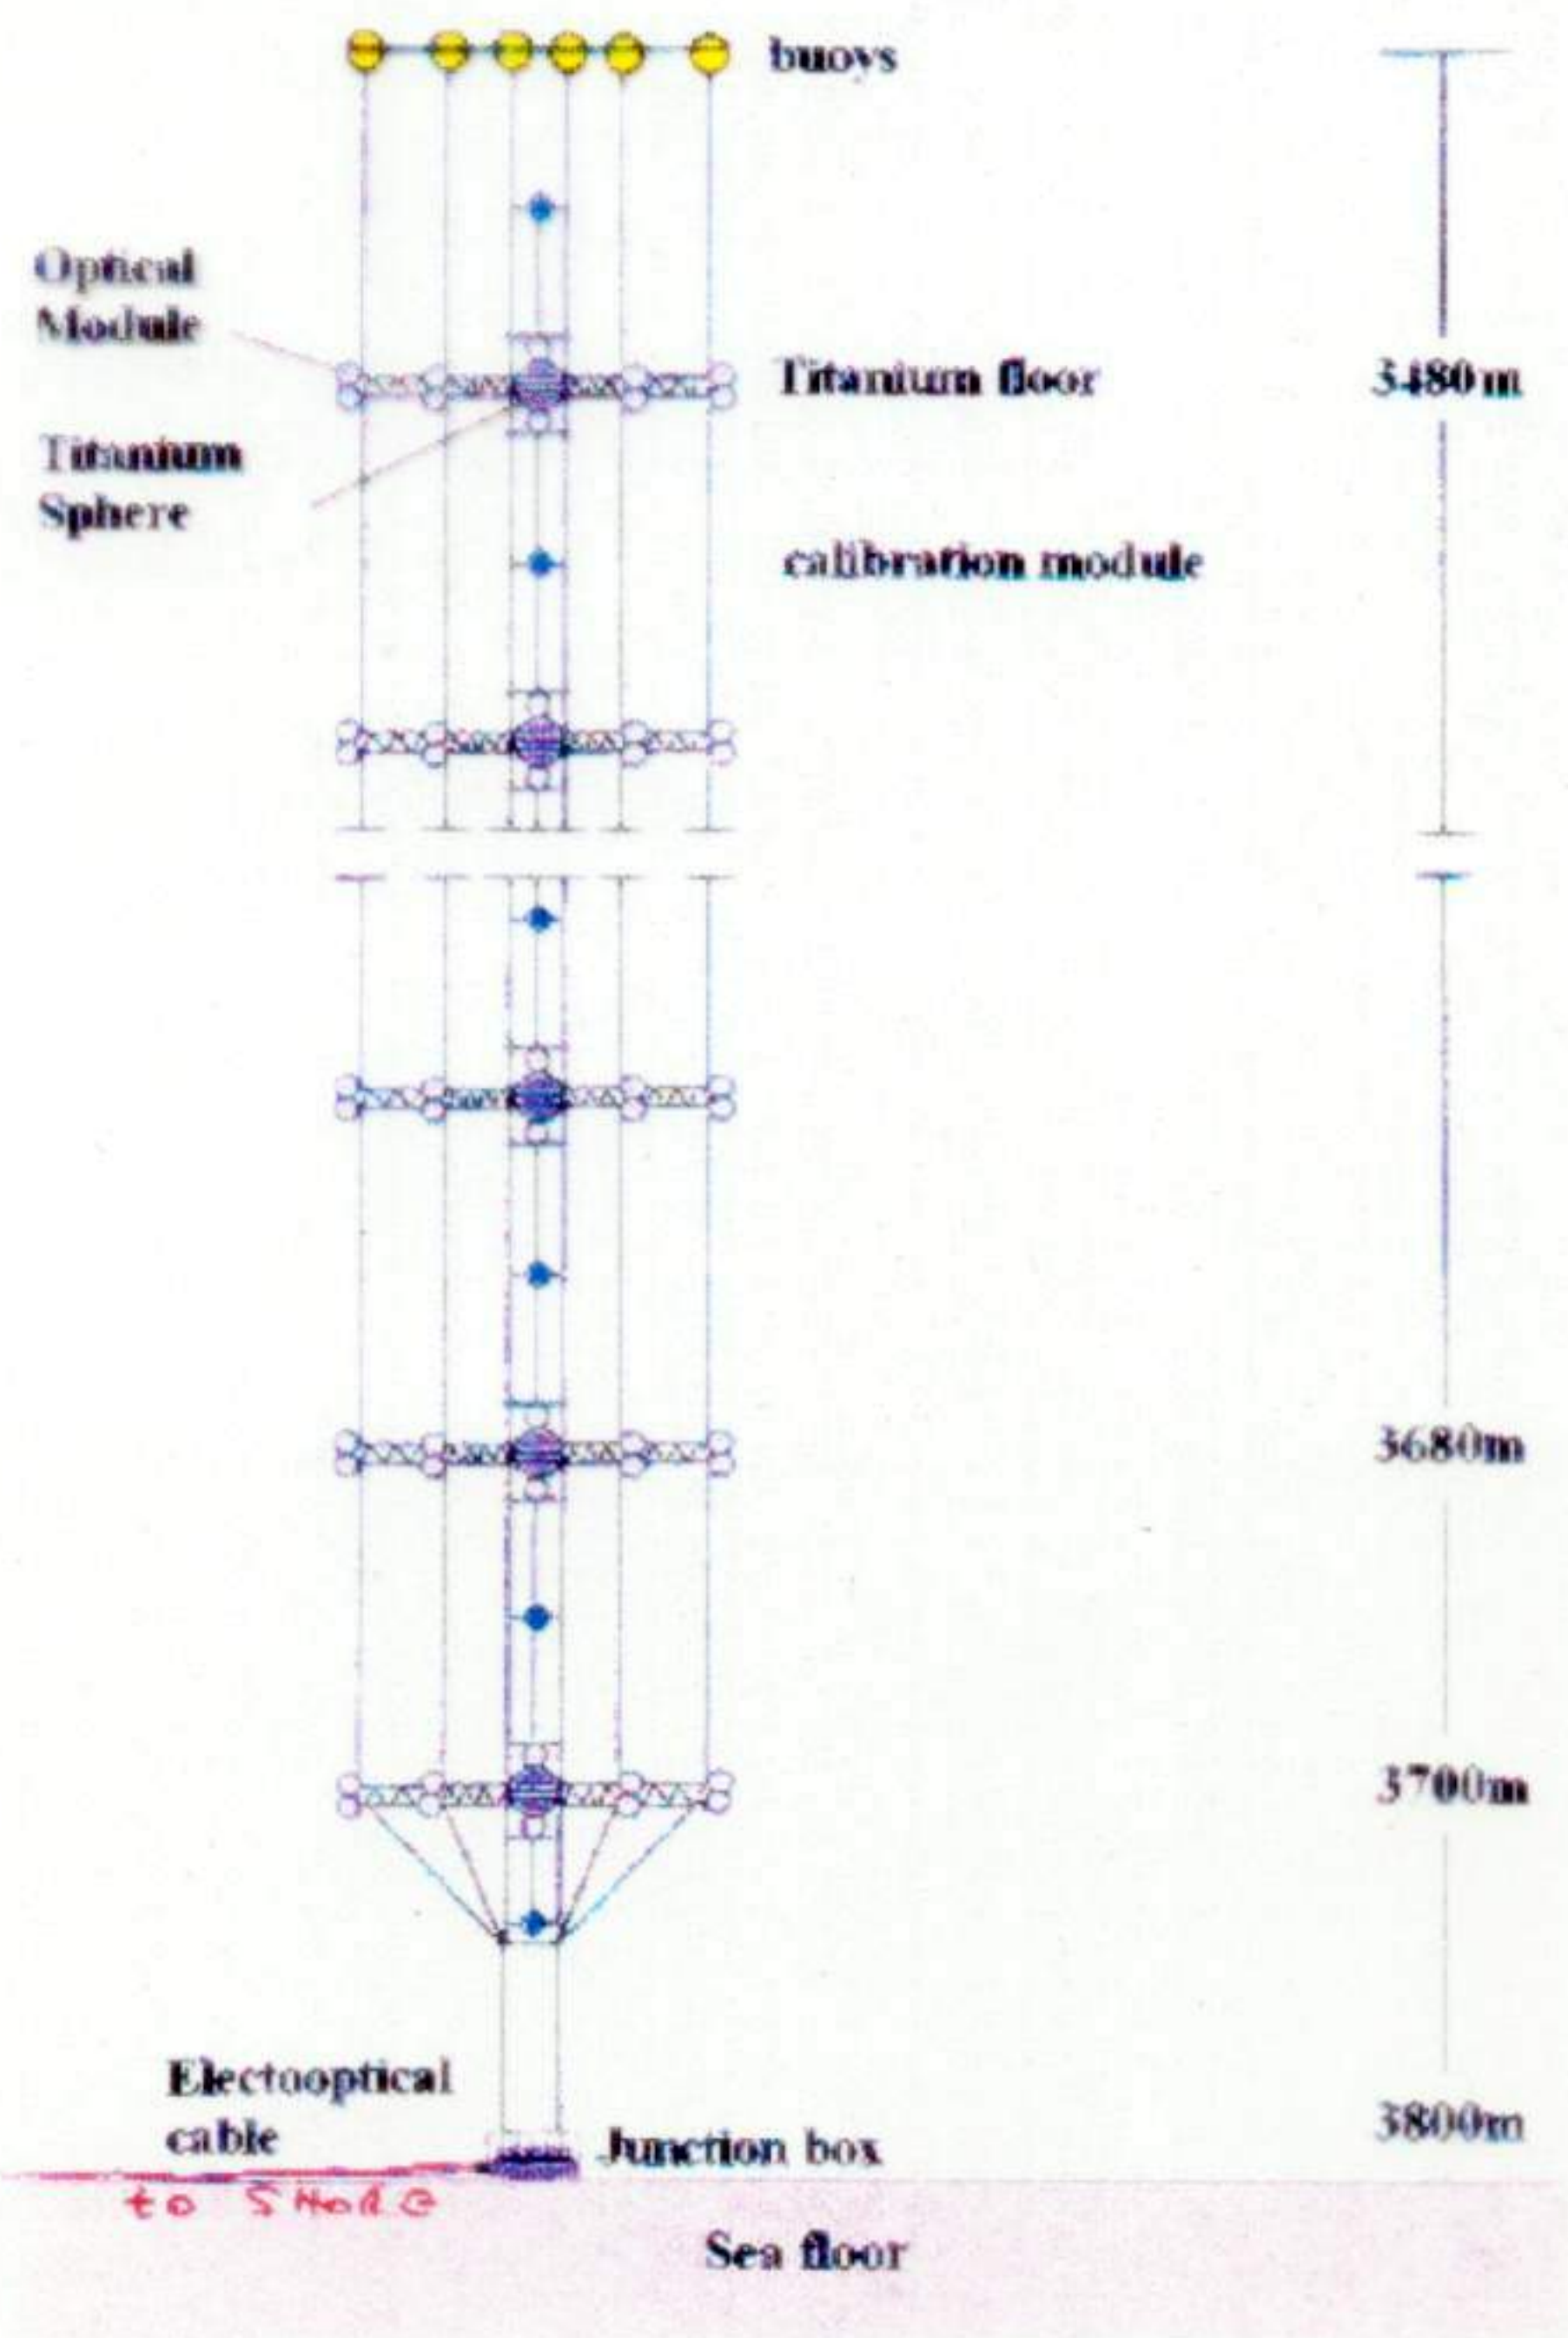 buoys
Optical
Module
Titanium floor
3480m
Titanium
Sphere
calibration module
3680m
3700m
Electooptical
cable
3800m
Junction box
to SHORE
Sea floor